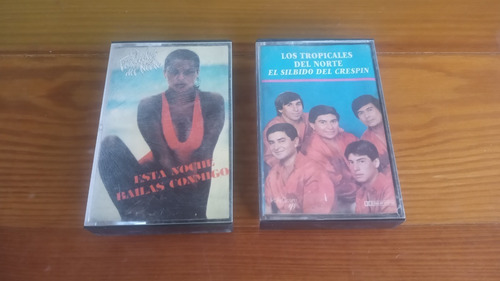 ESTA NOCHE
BAILAS CONMIGO
LOS TROPICALES
DEL NORTE
EL SILBIDO DEL CRESPIN